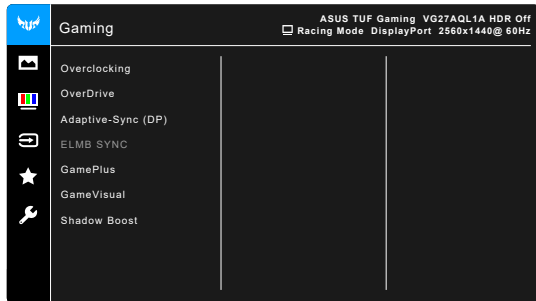 Gaming
ASUS TUF Gaming VG27AQL1A HDR Off
Racing Mode DisplayPort 2560x1440@ 60Hz
Overclocking
OverDrive
Adaptive-Sync (DP)
ELMB SYNC
GamePlus
GameVisual
Shadow Boost